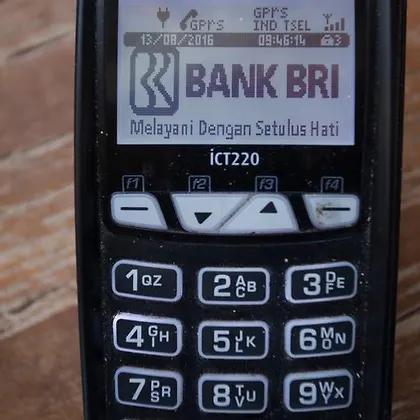 GPRS GPRS
IND TSEL
13/08/2016 09:46:14 3
BANK BRI
Melayani Dengan Setulus Hati
iCT220
f1 f2 f3 f4
1 QZ 2 ABC 3 DEF
4 GHI 5 JKL 6 MNO
7 PRS 8 TUV 9 WXY